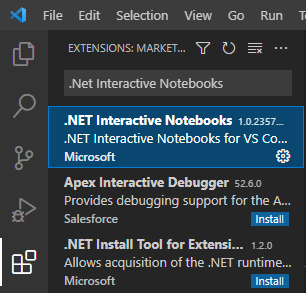 File Edit Selection View Go Run T
EXTENSIONS: MARKET...
.Net Interactive Notebooks
.NET Interactive Notebooks 1.0.2357...
.NET Interactive Notebooks for VS Co...
Microsoft
Apex Interactive Debugger 52.6.0
Provides debugging support for the A...
Salesforce Install
.NET Install Tool for Extensi... 1.2.0
Allows acquisition of the .NET runtime...
Microsoft Install